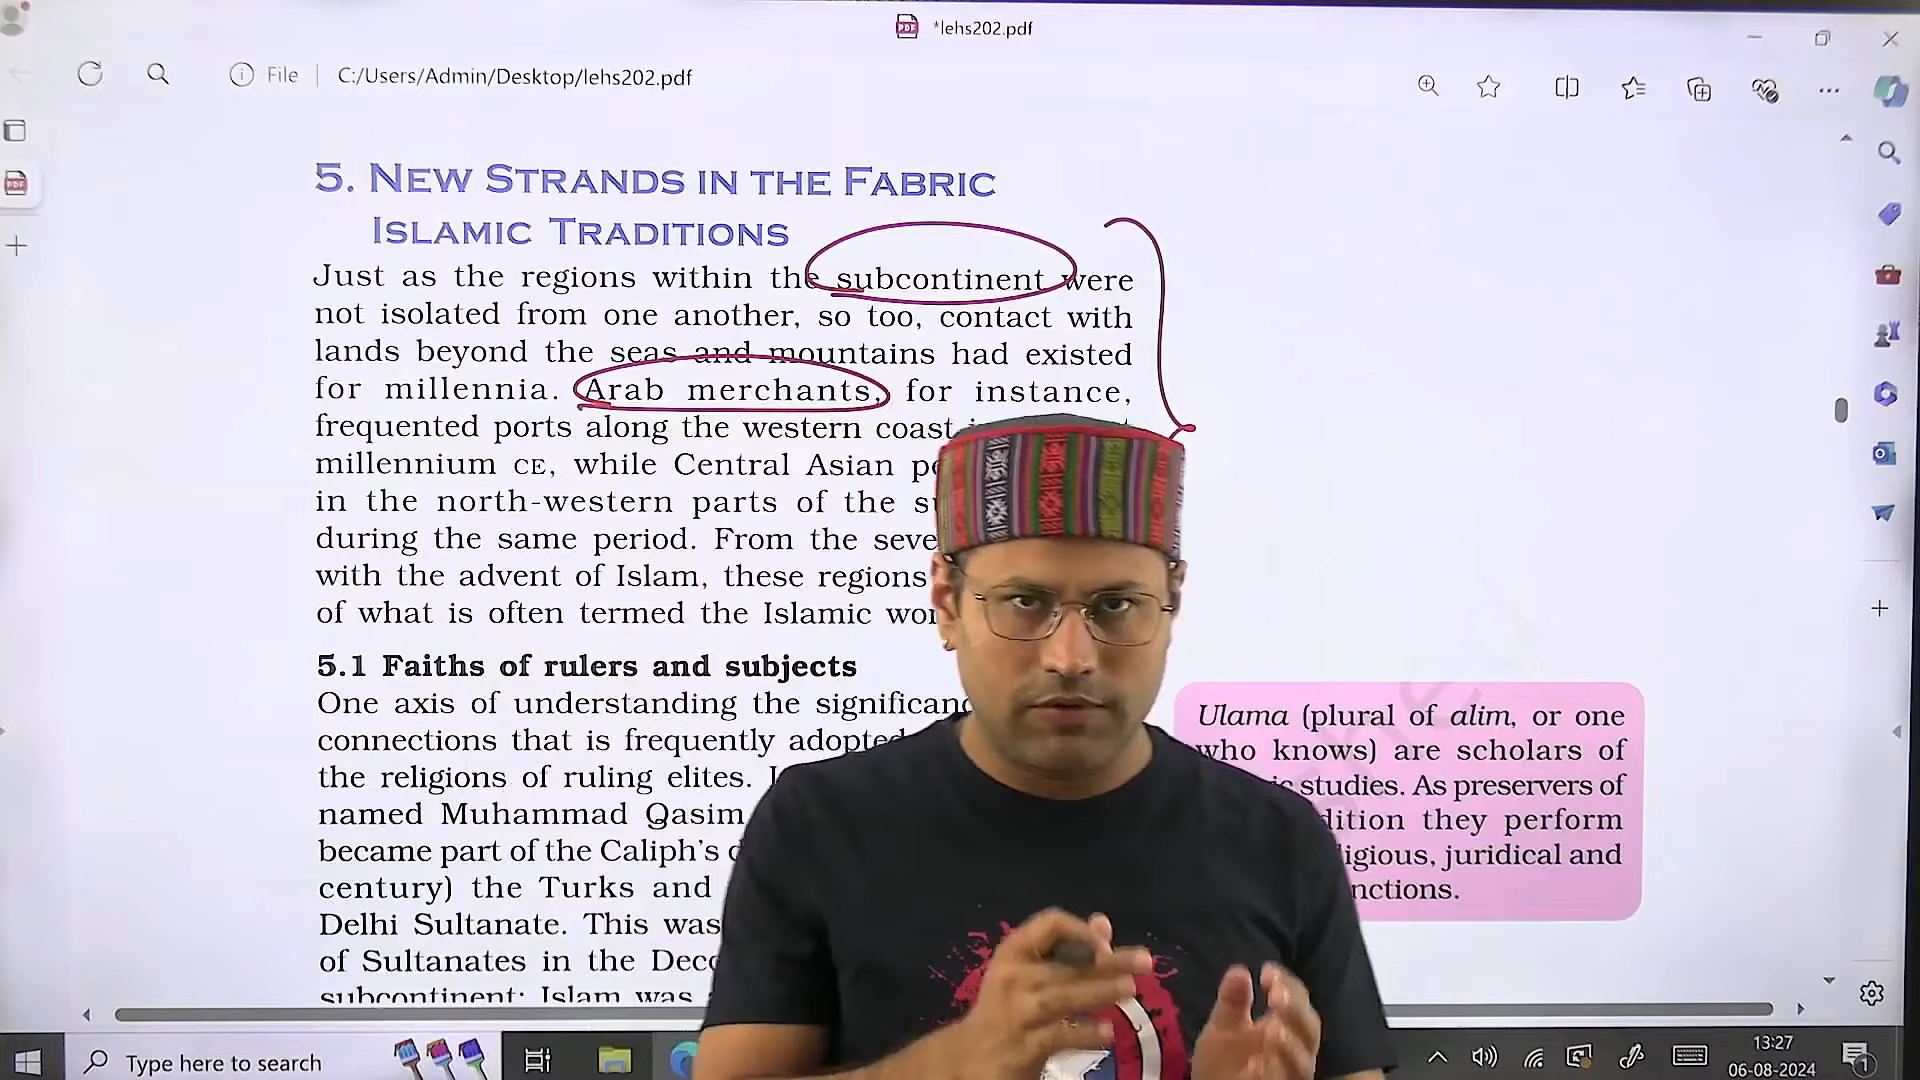 *lehs202.pdf
File
C:/Users/Admin/Desktop/lehs202.pdf
5. NEW STRANDS IN THE FABRIC
ISLAMIC TRADITIONS
Just as the regions within the subcontinent were
not isolated from one another, so too, contact with
lands beyond the seas and mountains had existed
for millennia. Arab merchants, for instance,
frequented ports along the western coast
millennium CE, while Central Asian
in the north-western parts of the
during the same period. From the
with the advent of Islam, these regions
of what is often termed the Islamic
5.1 Faiths of rulers and subjects
One axis of understanding the
connections that is frequently adopted
the religions of ruling elites.
named Muhammad Qasim
became part of the Caliph's
century) the Turks and
Delhi Sultanate. This was
of Sultanates in the
subcontinent; Islam was
Ulama (plural of alim, or one
who knows) are scholars of
studies. As preservers of
they perform
juridical and
Type here to search
13:27
06-08-2024
1